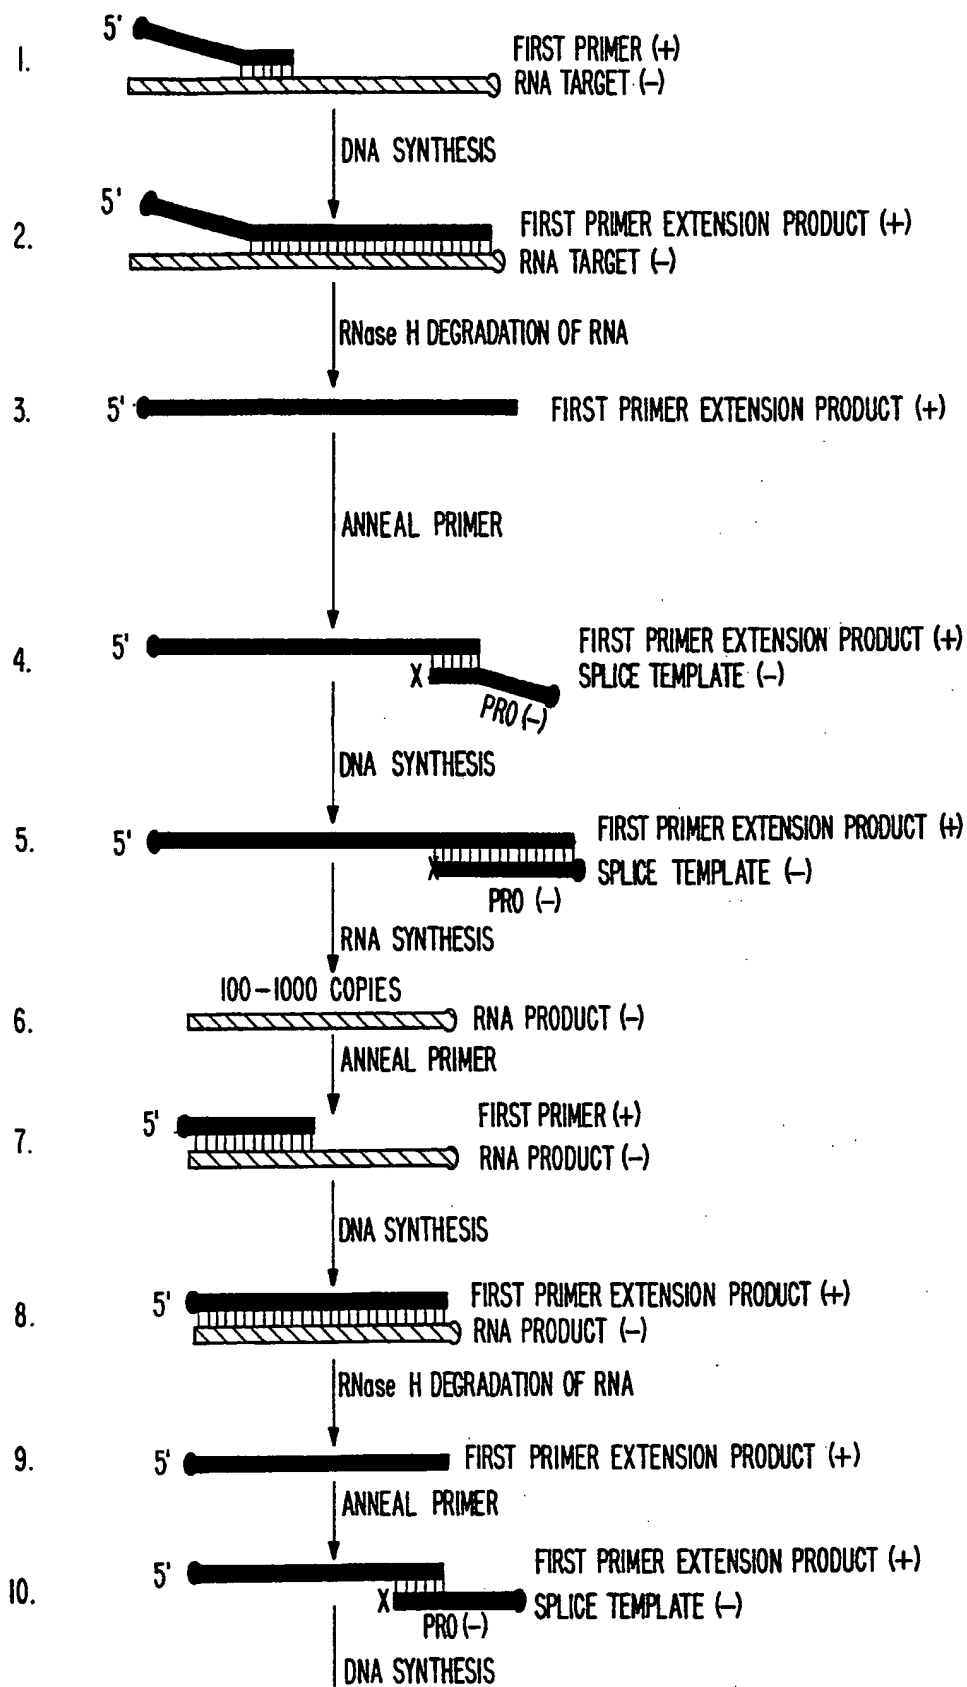 1.
5'
FIRST PRIMER (+)
RNA TARGET (-)
DNA SYNTHESIS
2.
5'
FIRST PRIMER EXTENSION PRODUCT (+)
RNA TARGET (-)
RNase H DEGRADATION OF RNA
3.
5'
FIRST PRIMER EXTENSION PRODUCT (+)
ANNEAL PRIMER
4.
5'
FIRST PRIMER EXTENSION PRODUCT (+)
X
SPLICE TEMPLATE (-)
PRO (-)
DNA SYNTHESIS
5.
5'
FIRST PRIMER EXTENSION PRODUCT (+)
X
SPLICE TEMPLATE (-)
PRO (-)
RNA SYNTHESIS
100-1000 COPIES
6.
RNA PRODUCT (-)
ANNEAL PRIMER
7.
5'
FIRST PRIMER (+)
RNA PRODUCT (-)
DNA SYNTHESIS
8.
5'
FIRST PRIMER EXTENSION PRODUCT (+)
RNA PRODUCT (-)
RNase H DEGRADATION OF RNA
9.
5'
FIRST PRIMER EXTENSION PRODUCT (+)
ANNEAL PRIMER
10.
5'
FIRST PRIMER EXTENSION PRODUCT (+)
X
SPLICE TEMPLATE (-)
PRO (-)
DNA SYNTHESIS